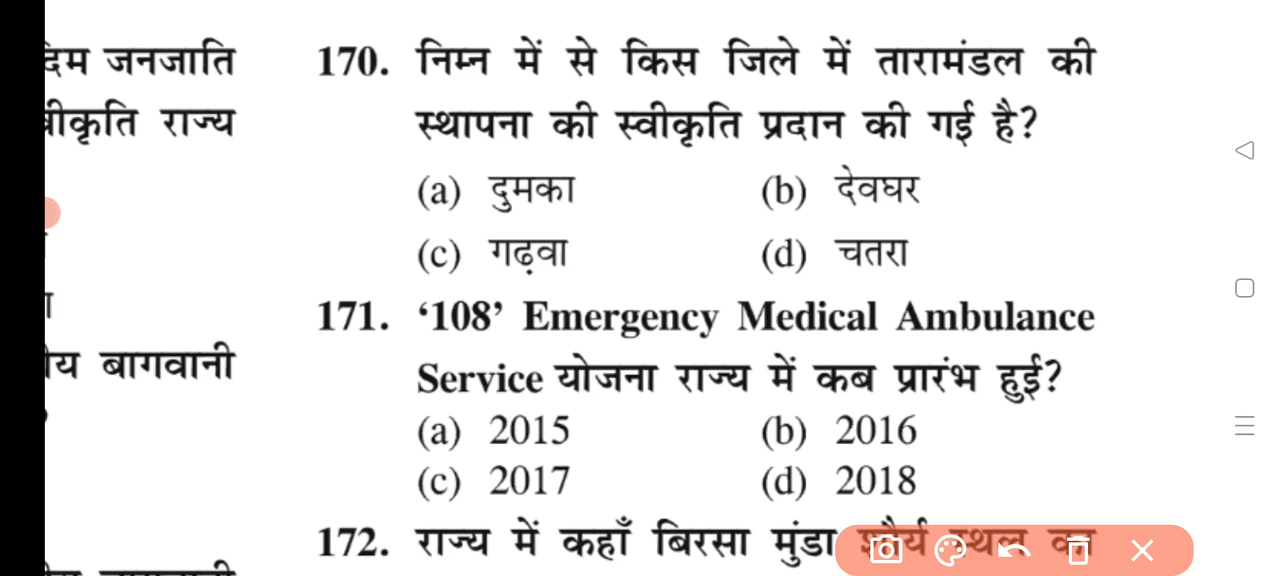 जनजाति
राज्य
बागवानी
170. निम्न में से किस जिले में तारामंडल की
स्थापना की स्वीकृति प्रदान की गई है?
(a) दुमका (b) देवघर
(c) गढ़वा (d) चतरा
171. ‘108’ Emergency Medical Ambulance
Service योजना राज्य में कब प्रारंभ हुई?
(a) 2015 (b) 2016
(c) 2017 (d) 2018
172. राज्य में कहाँ बिरसा मुंडा